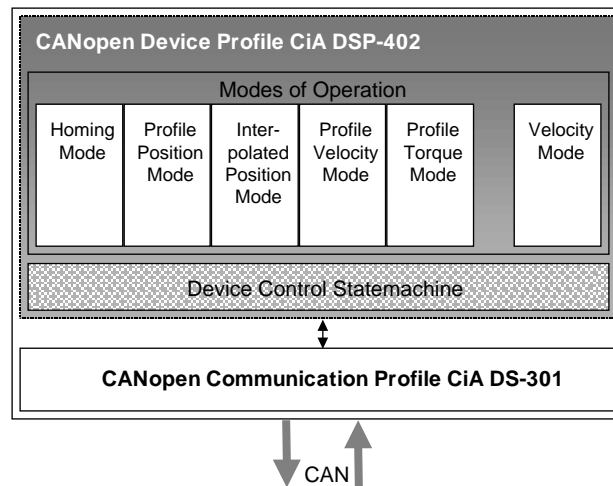 CANopen Device Profile CiA DSP-402
Modes of Operation
Homing
Mode
Profile
Position
Mode
Inter-
polated
Position
Mode
Profile
Velocity
Mode
Profile
Torque
Mode
Velocity
Mode
Device Control Statemachine
CANopen Communication Profile CiA DS-301
CAN